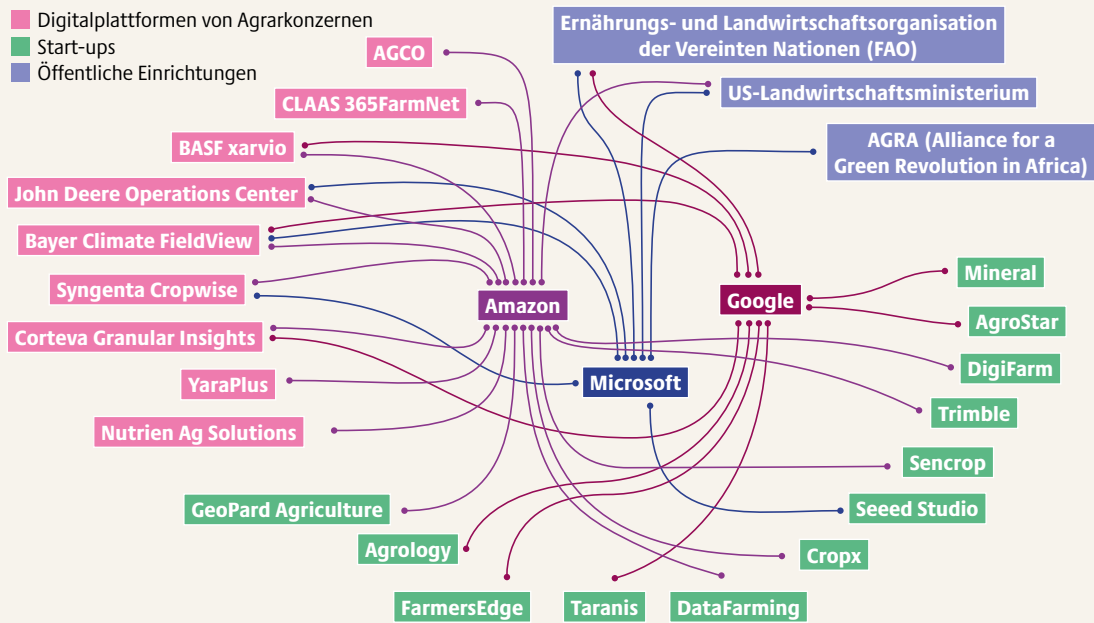 Digitalplattformen von Agrarkonzernen
Start-ups
Öffentliche Einrichtungen
Ernährungs- und Landwirtschaftsorganisation
der Vereinten Nationen (FAO)
AGCO
US-Landwirtschaftsministerium
CLAAS 365FarmNet
AGRA (Alliance for a
Green Revolution in Africa)
BASF xarvio
John Deere Operations Center
Bayer Climate FieldView
Syngenta Cropwise
Corteva Granular Insights
YaraPlus
Nutrien Ag Solutions
Amazon
Google
Microsoft
Mineral
AgroStar
DigiFarm
Trimble
Sencrop
Seeed Studio
GeoPard Agriculture
Agrology
Cropx
FarmersEdge
Taranis
DataFarming